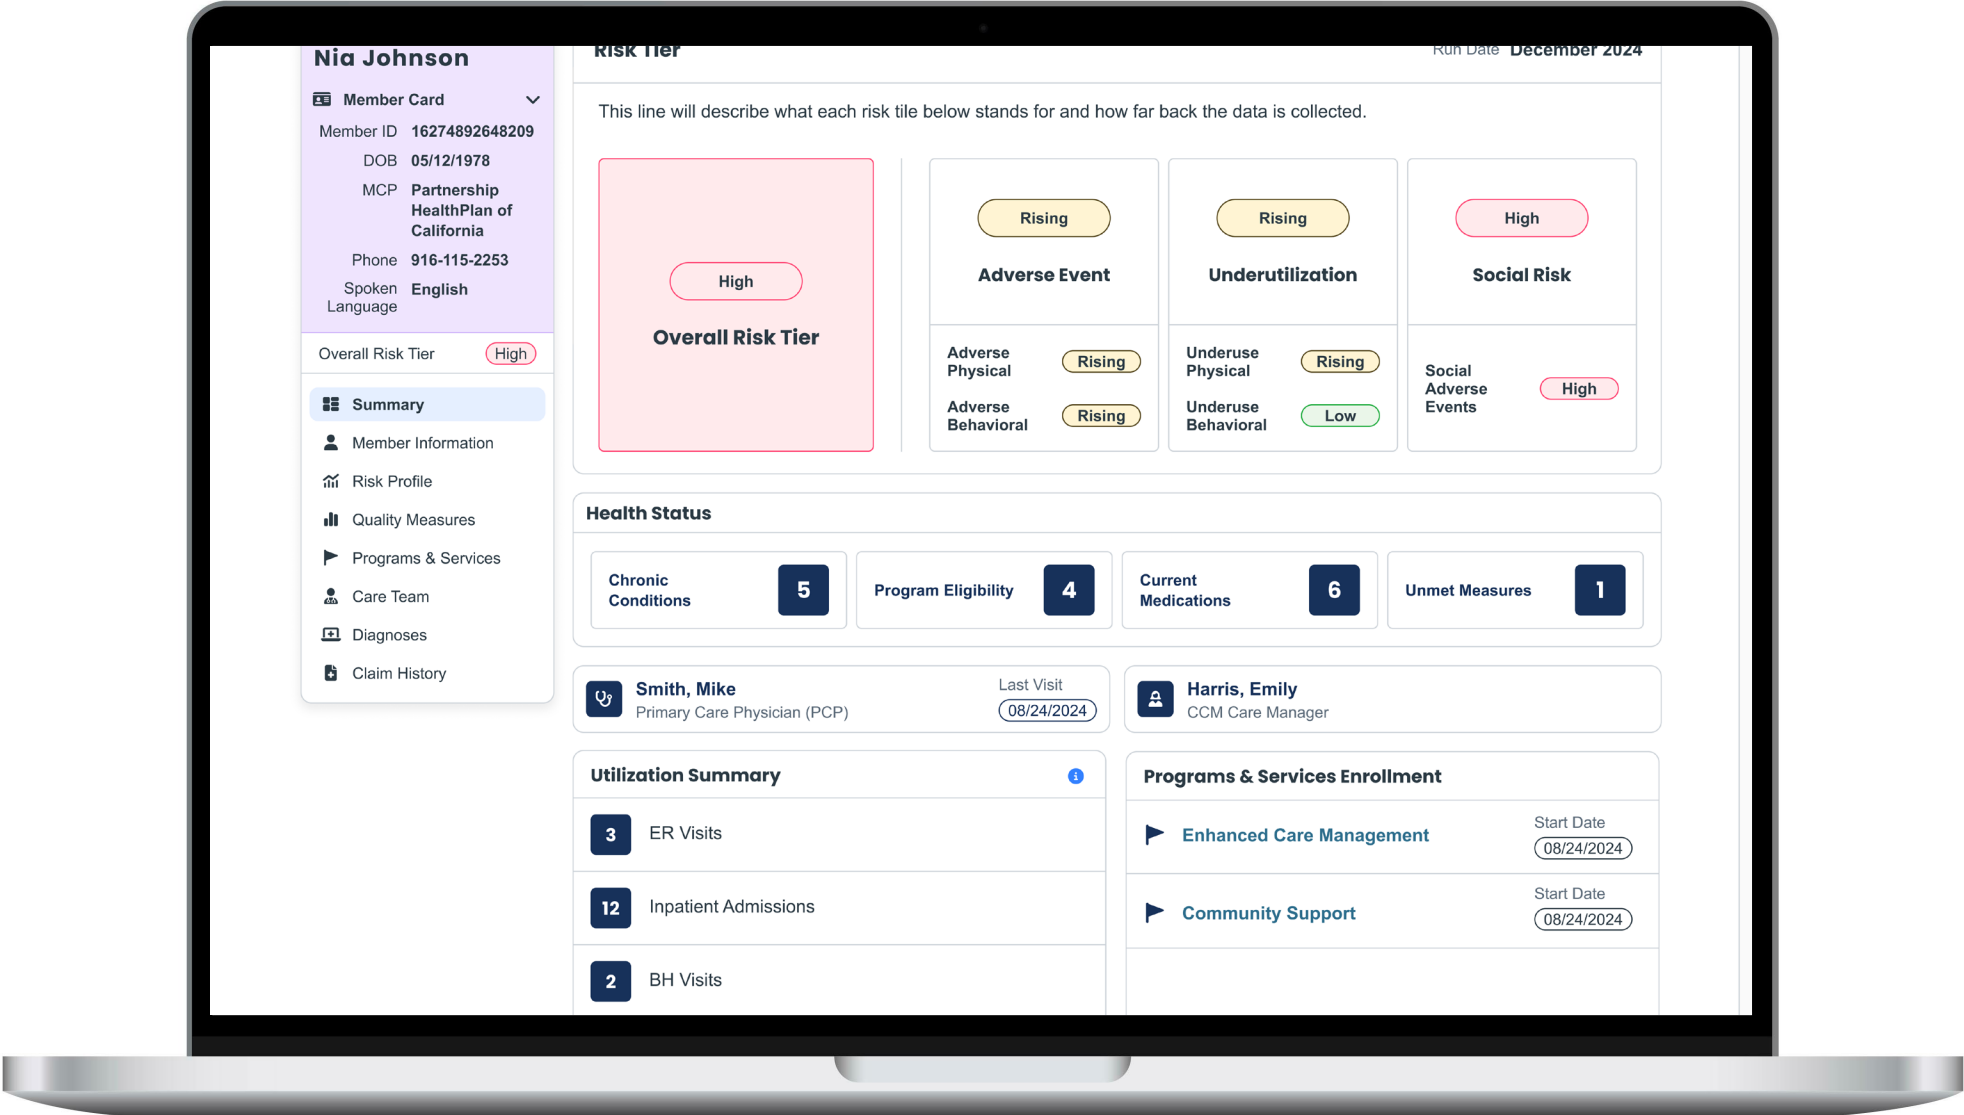 Nia Johnson
Member Card
Member ID 16274892648209
DOB 05/12/1978
MCP Partnership
HealthPlan of
California
Phone 916-115-2253
Spoken
Language English
Overall Risk Tier High
Summary
Member Information
Risk Profile
Quality Measures
Programs & Services
Care Team
Diagnoses
Claim History
Risk Tier
Run Date December 2024
This line will describe what each risk tile below stands for and how far back the data is collected.
High
Overall Risk Tier
Rising
Adverse Event
Adverse
Physical
Rising
Adverse
Behavioral
Rising
Rising
Underutilization
Underuse
Physical
Rising
Underuse
Behavioral
Low
High
Social Risk
Social
Adverse
Events
High
Health Status
Chronic
Conditions
5
Program Eligibility 4
Current
Medications
6
Unmet Measures 1
Smith, Mike
Primary Care Physician (PCP)
Last Visit
08/24/2024
Harris, Emily
CCM Care Manager
Utilization Summary
3 ER Visits
12 Inpatient Admissions
2 BH Visits
Programs & Services Enrollment
Enhanced Care Management
Start Date
08/24/2024
Community Support
Start Date
08/24/2024